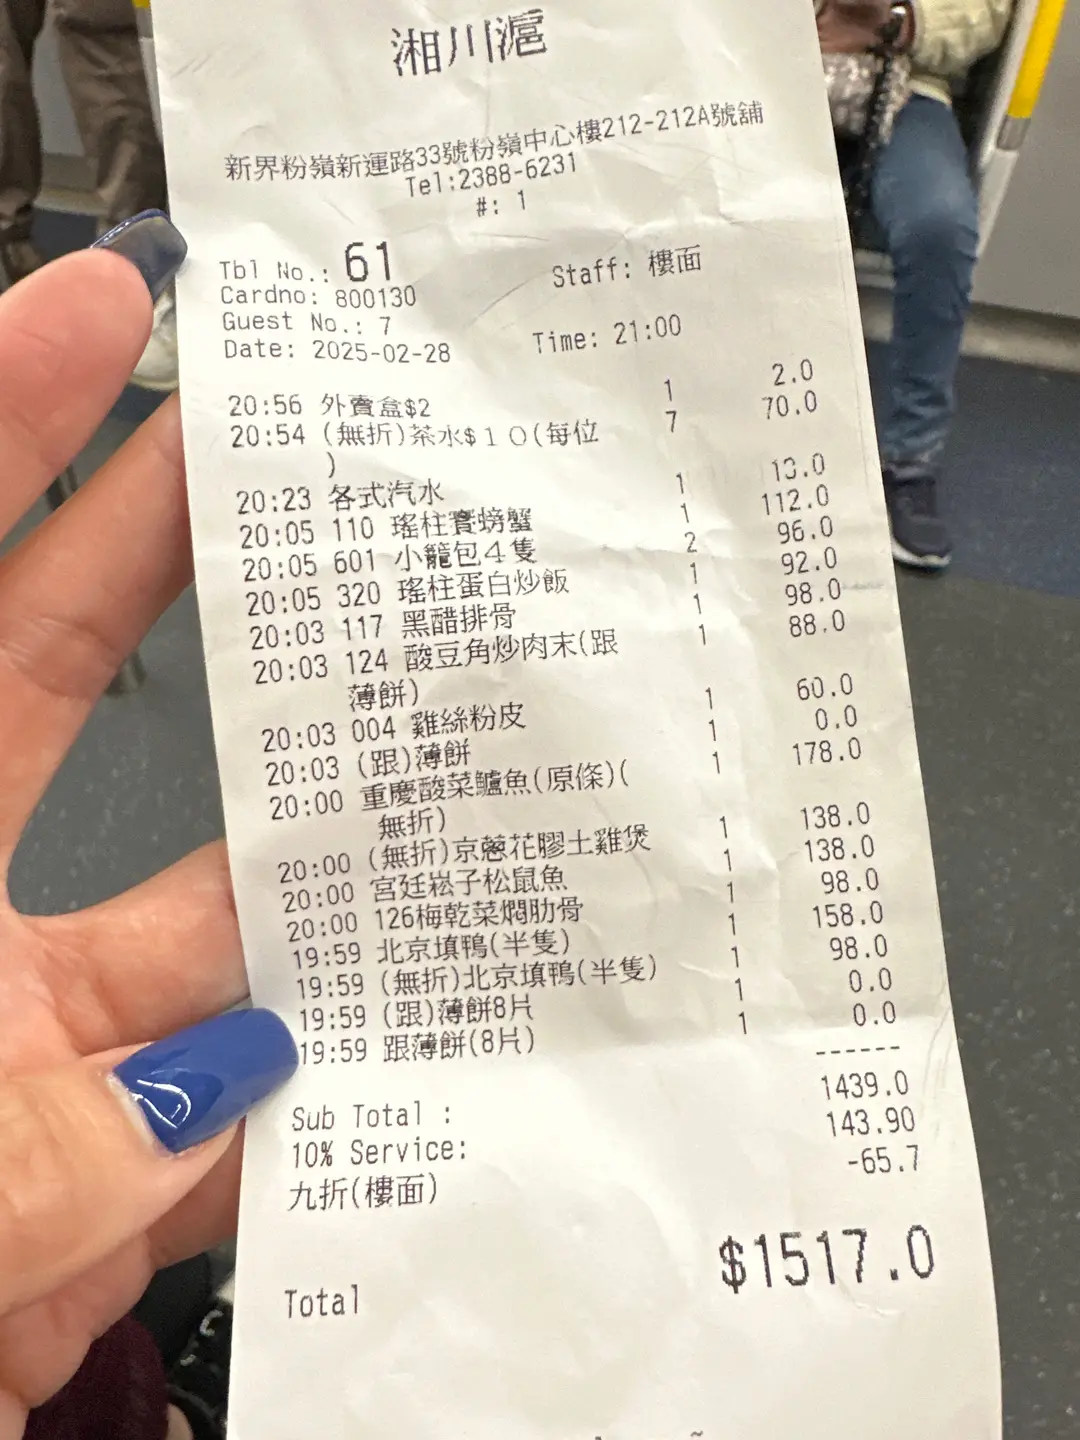 湘川滬
新界粉嶺新運路33號粉嶺中心樓212-212A號舖
Tel:2388-6231
#: 1
Tbl No.: 61 Staff: 樓面
Cardno: 800130
Guest No.: 7
Date: 2025-02-28 Time: 21:00
20:56 外賣盒$2 1 2.0
20:54 (無折)茶水$１０(每位 7 70.0
)
20:23 各式汽水 1 13.0
20:05 110 瑤柱賽螃蟹 1 112.0
20:05 601 小籠包４隻 2 96.0
20:05 320 瑤柱蛋白炒飯 1 92.0
20:03 117 黑醋排骨 1 98.0
20:03 124 酸豆角炒肉末(跟 1 88.0
薄餅)
20:03 004 雞絲粉皮 1 60.0
20:03 (跟)薄餅 1 0.0
20:00 重慶酸菜鱸魚(原條)( 1 178.0
無折)
20:00 (無折)京蔥花膠土雞煲 1 138.0
20:00 宮廷崧子松鼠魚 1 138.0
20:00 126梅乾菜燜肋骨 1 98.0
19:59 北京填鴨(半隻) 1 158.0
19:59 (無折)北京填鴨(半隻) 1 98.0
19:59 (跟)薄餅8片 1 0.0
19:59 跟薄餅(8片) 1 0.0
------
Sub Total : 1439.0
10% Service: 143.90
九折(樓面) -65.7
Total $1517.0